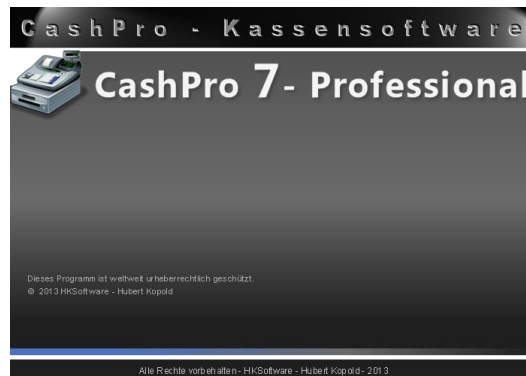 CashPro - Kassensoftware
CashPro 7 - Professional
Dieses Programm ist weltweit urheberrechtlich geschützt.
© 2013 HKSoftware - Hubert Kopold
Alle Rechte vorbehalten - HKSoftware - Hubert Kopold - 2013